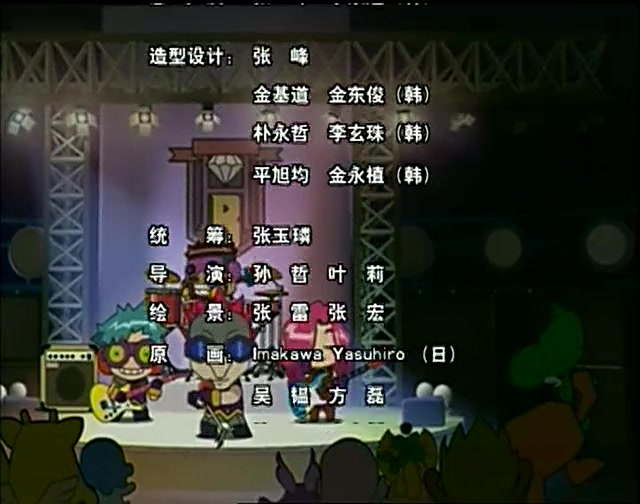 造型设计： 张 峰
金基道 金东俊（韩）
朴永哲 李玄珠（韩）
平旭均 金永植（韩）
统 筹： 张玉璘
导 演： 孙 哲 叶 莉
绘 景： 张 雷 张 宏
原 画： Imakawa Yasuhiro （日）
吴 韫 方 磊